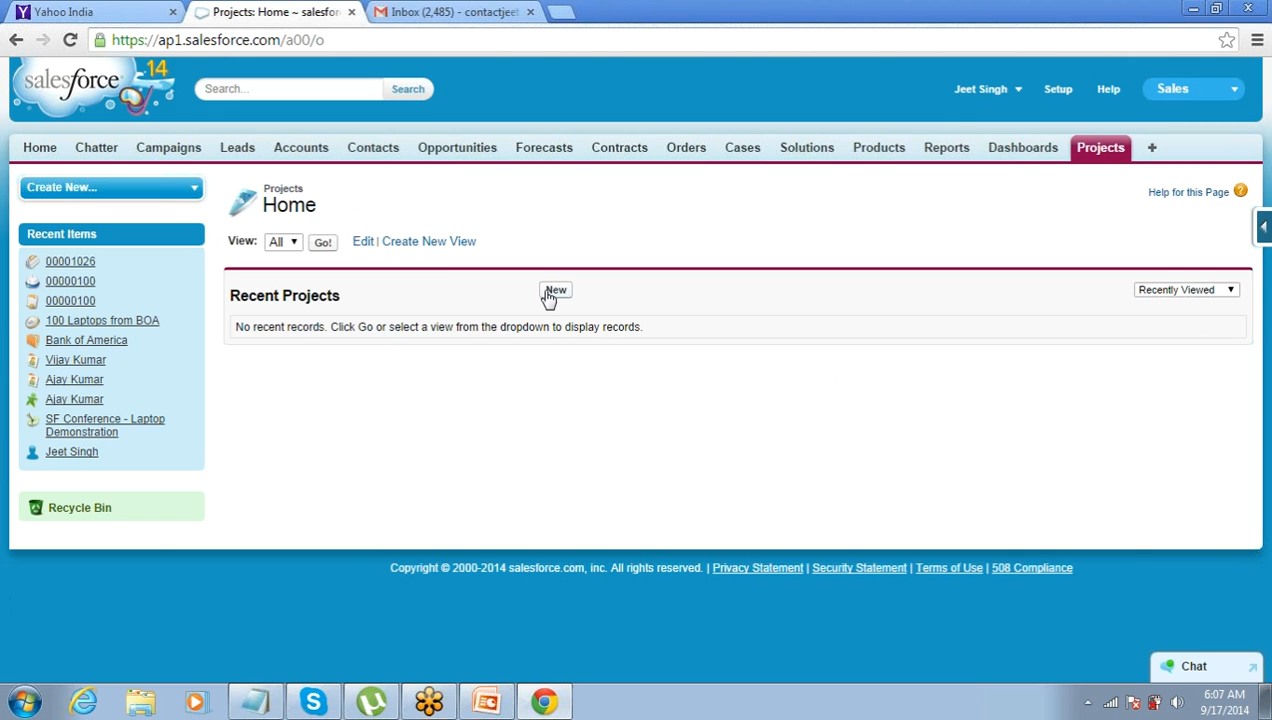 Yahoo India
Projects: Home ~ salesfor
Inbox (2,485) - contactjeet
https://ap1.salesforce.com/a00/o
salesforce
14
Search...
Search
Jeet Singh
Setup
Help
Sales
Home
Chatter
Campaigns
Leads
Accounts
Contacts
Opportunities
Forecasts
Contracts
Orders
Cases
Solutions
Products
Reports
Dashboards
Projects
+
Create New...
Recent Items
00001026
00000100
00000100
100 Laptops from BOA
Bank of America
Vijay Kumar
Ajay Kumar
Ajay Kumar
SF Conference - Laptop
Demonstration
Jeet Singh
Recycle Bin
Projects
Home
Help for this Page ?
View:
All
Go!
Edit | Create New View
Recent Projects
New
Recently Viewed
No recent records. Click Go or select a view from the dropdown to display records.
Copyright © 2000-2014 salesforce.com, inc. All rights reserved. | Privacy Statement | Security Statement | Terms of Use | 508 Compliance
Chat
6:07 AM
9/17/2014